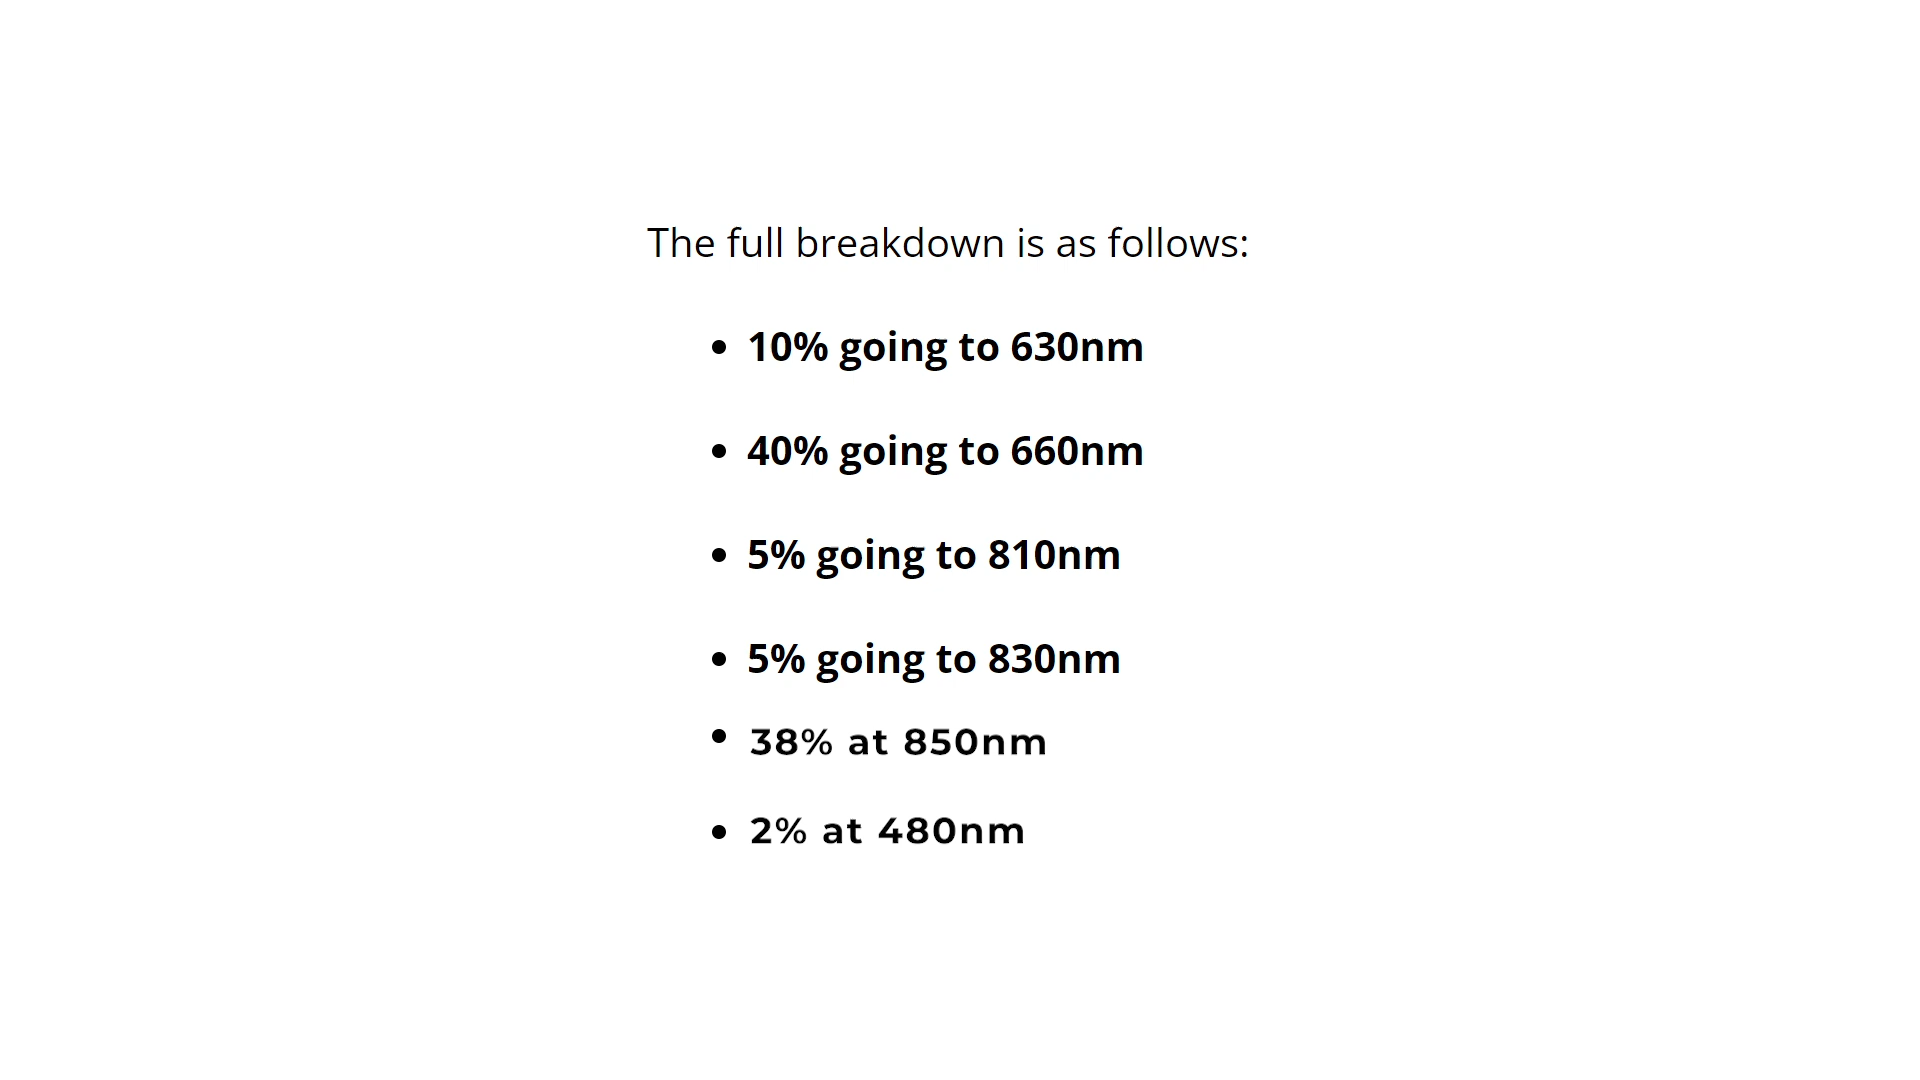 The full breakdown is as follows:
• 10% going to 630nm
• 40% going to 660nm
• 5% going to 810nm
• 5% going to 830nm
• 38% at 850nm
• 2% at 480nm